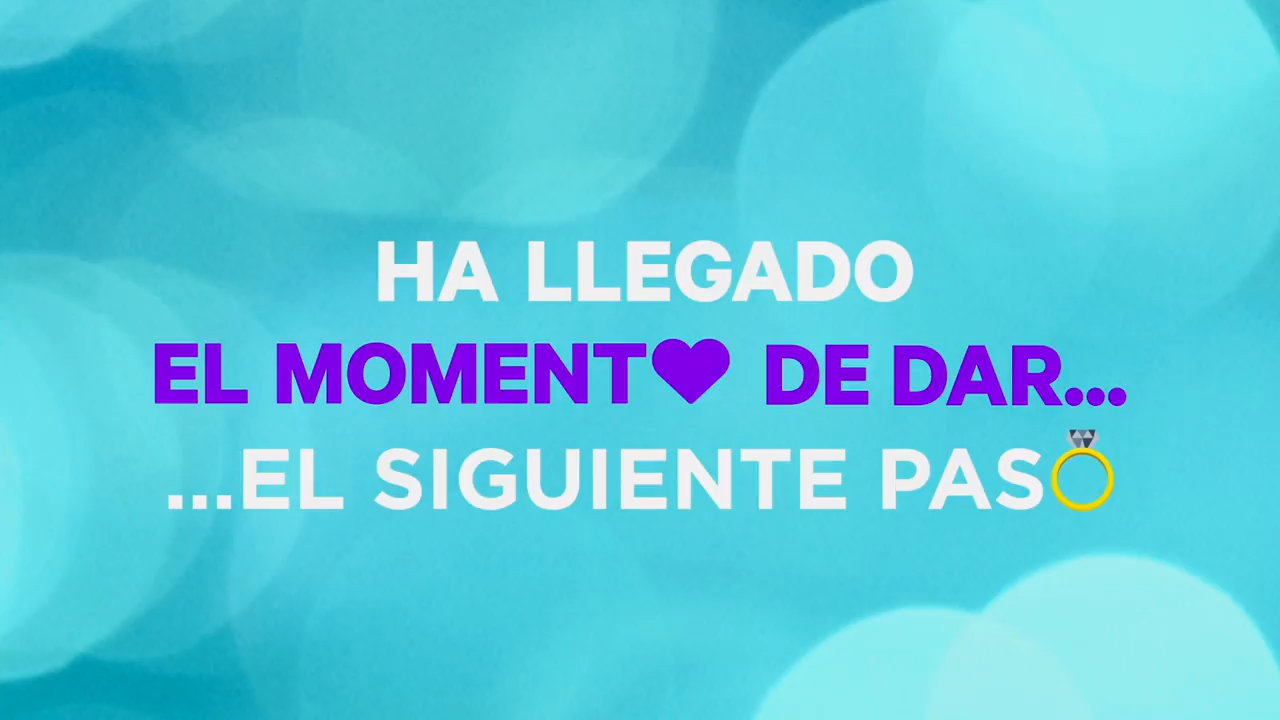 HA LLEGADO
EL MOMENT💜 DE DAR...
...EL SIGUIENTE PAS💍